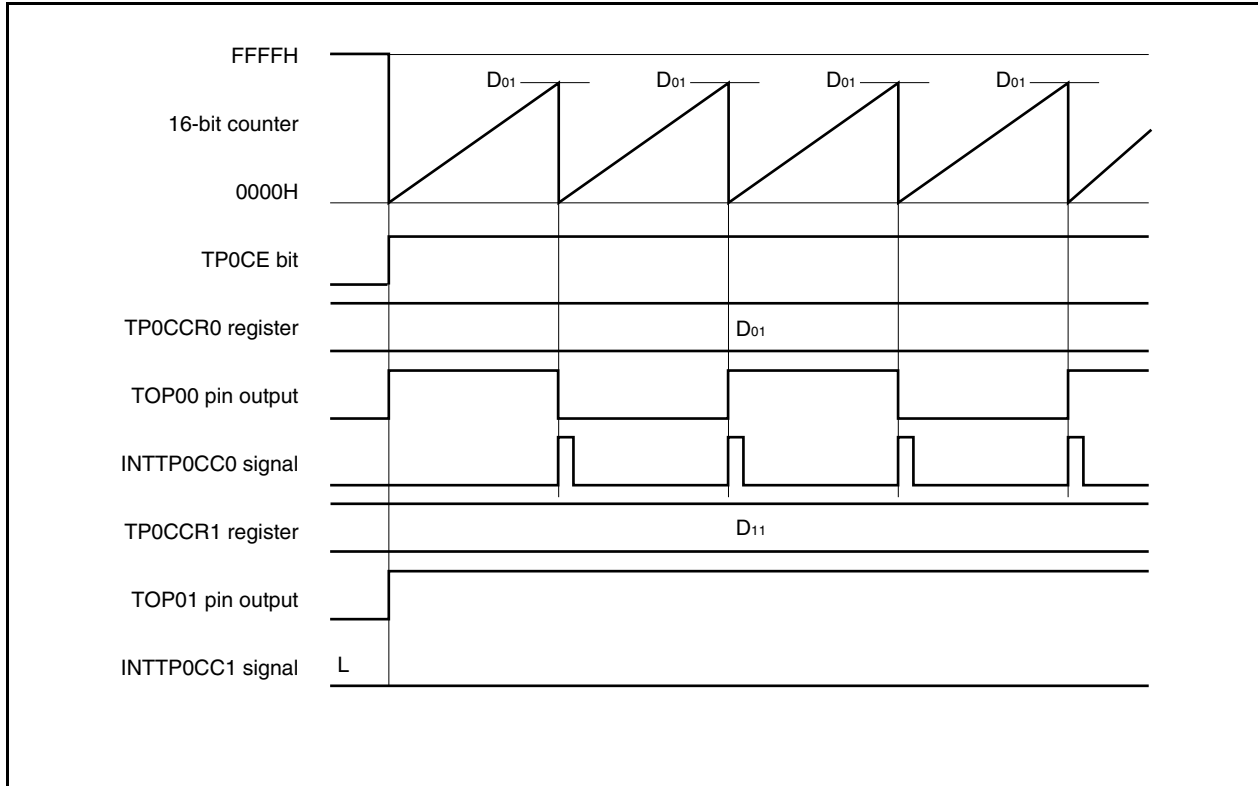 FFFFH
D01 D01 D01 D01
16-bit counter
0000H
TP0CE bit
TP0CCR0 register D01
TOP00 pin output
INTTP0CC0 signal
TP0CCR1 register D11
TOP01 pin output
INTTP0CC1 signal L